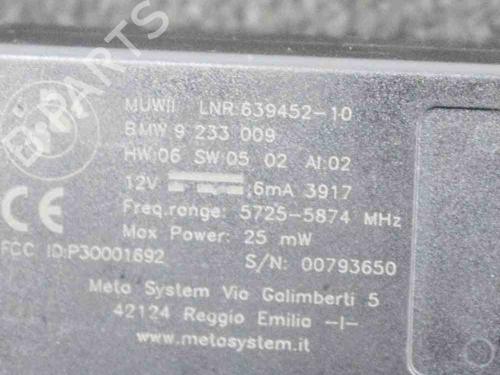 B-PARTS
MUWII LNR:639452-10
BMW 9 233 009
HW:06 SW:05 02 AI:02
12V 6mA 3917
Freq.range: 5725-5874 MHz
CE
Max Power: 25 mW
FCC ID:P30001692 S/N: 00793650
Meta System Via Galimberti 5
42124 Reggio Emilia -I-
www.metasystem.it